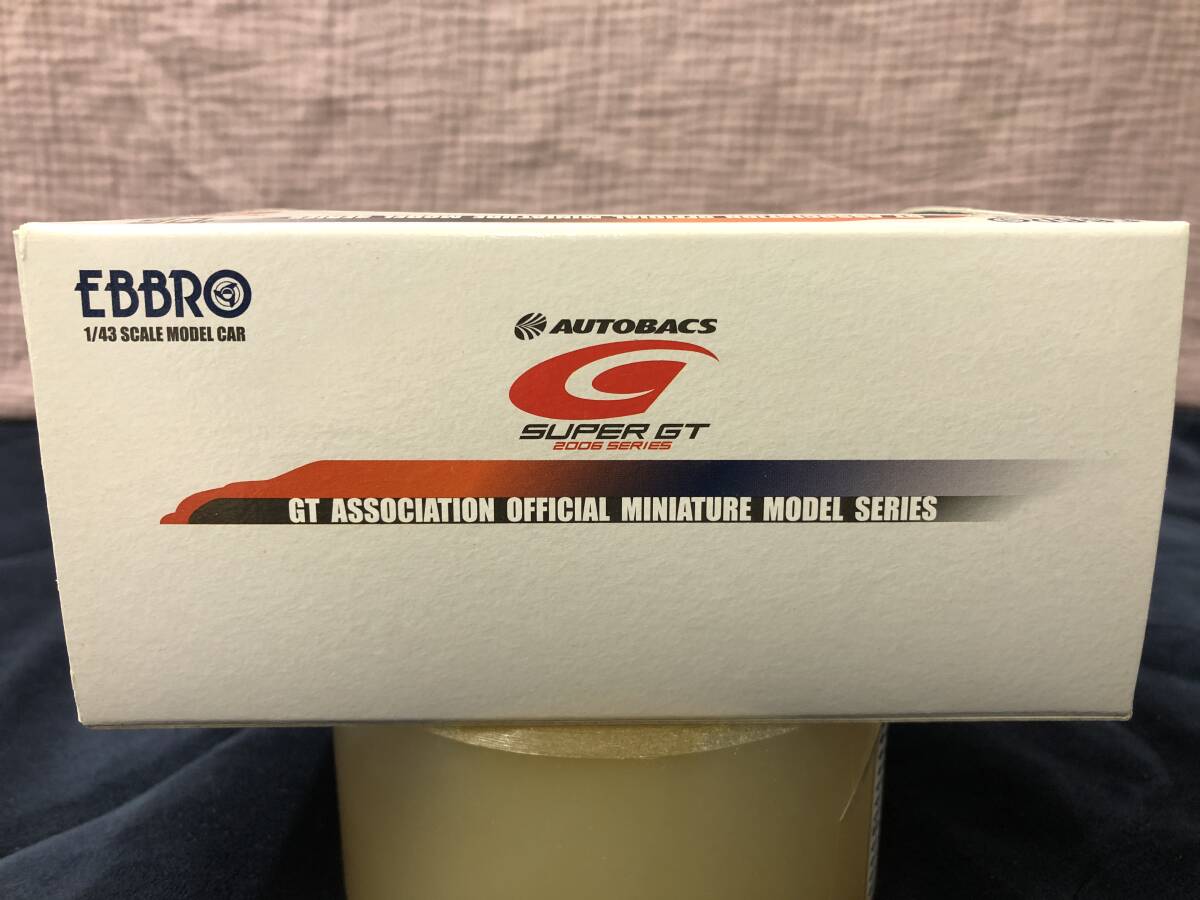 EBBRO
1/43 SCALE MODEL CAR
AUTOBACS
SUPER GT
2006 SERIES
GT ASSOCIATION OFFICIAL MINIATURE MODEL SERIES